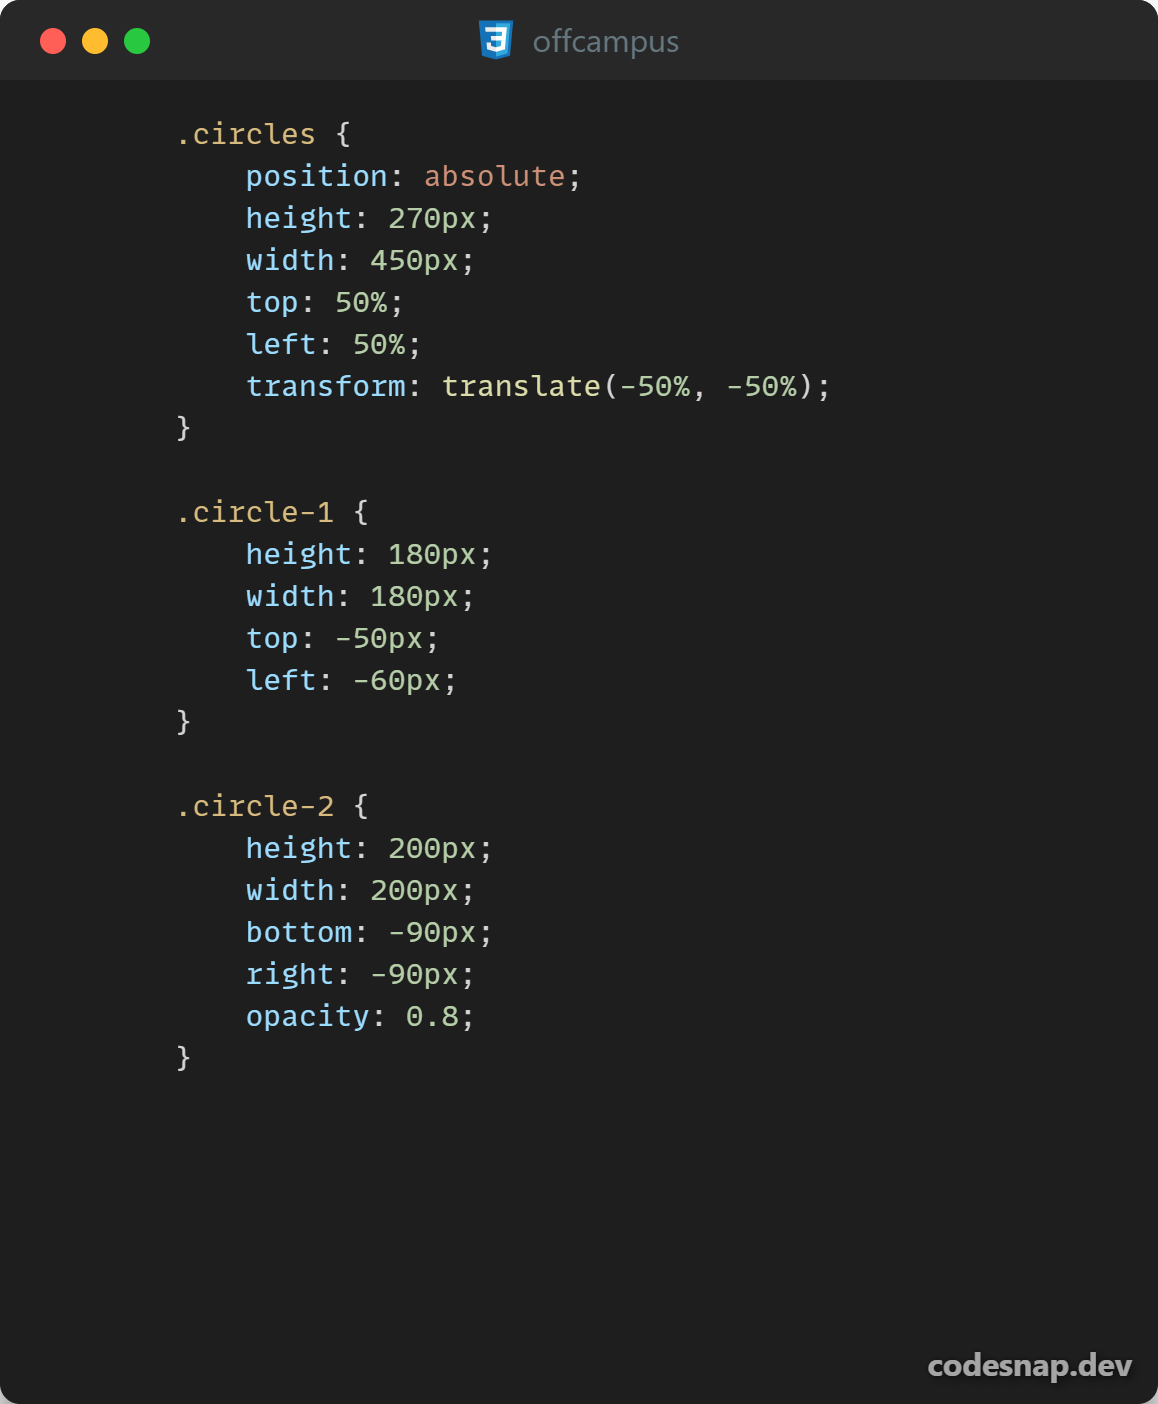 offcampus
.circles {
    position: absolute;
    height: 270px;
    width: 450px;
    top: 50%;
    left: 50%;
    transform: translate(-50%, -50%);
}

.circle-1 {
    height: 180px;
    width: 180px;
    top: -50px;
    left: -60px;
}

.circle-2 {
    height: 200px;
    width: 200px;
    bottom: -90px;
    right: -90px;
    opacity: 0.8;
}
codesnap.dev